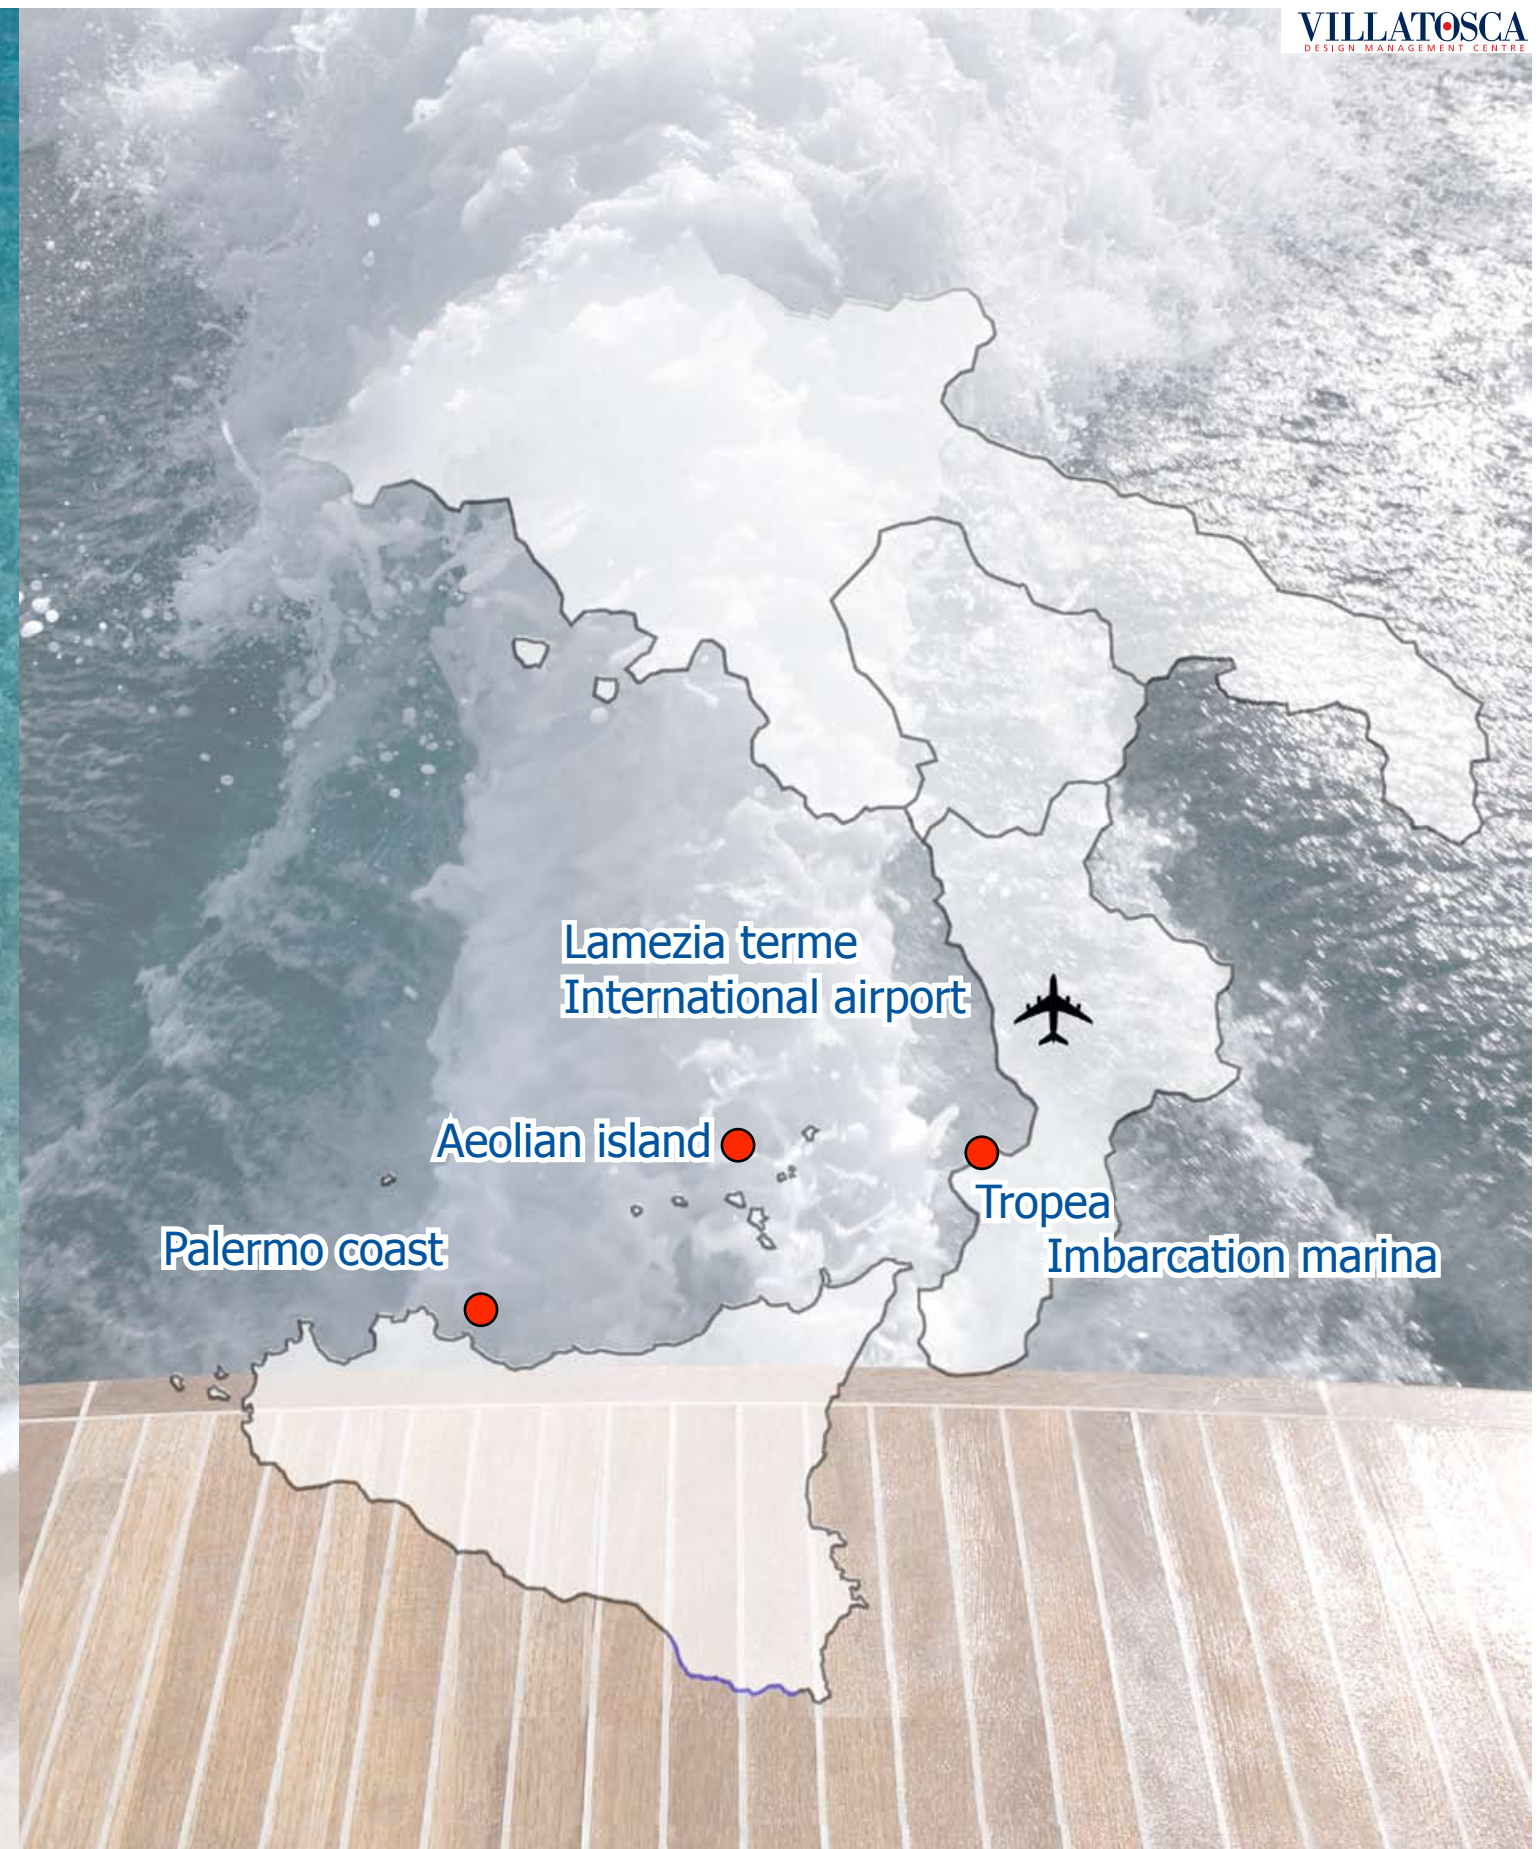 VILLATOSCA
DESIGN MANAGEMENT CENTRE
Lamezia terme
International airport
Aeolian island
Tropea
Palermo coast
Imbarcation marina